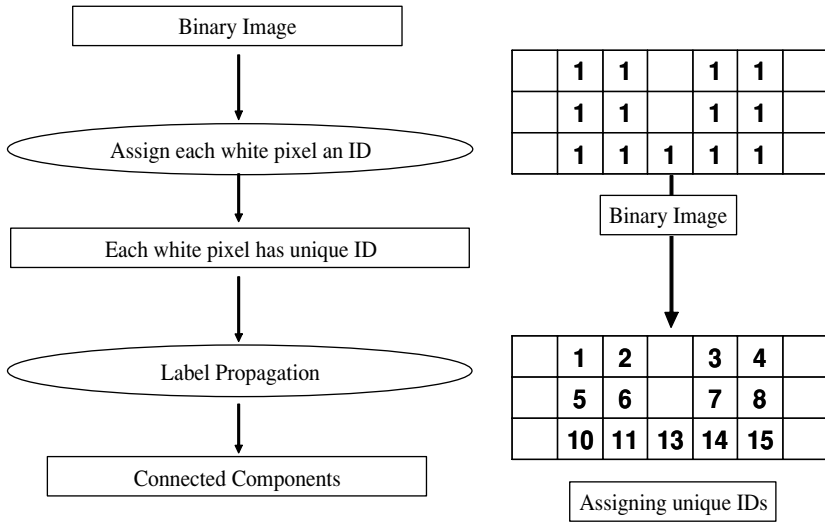 Binary Image
Assign each white pixel an ID
Each white pixel has unique ID
Label Propagation
Connected Components
1 1 1 1
1 1 1 1
1 1 1 1 1
Binary Image
1 2 3 4
5 6 7 8
10 11 13 14 15
Assigning unique IDs